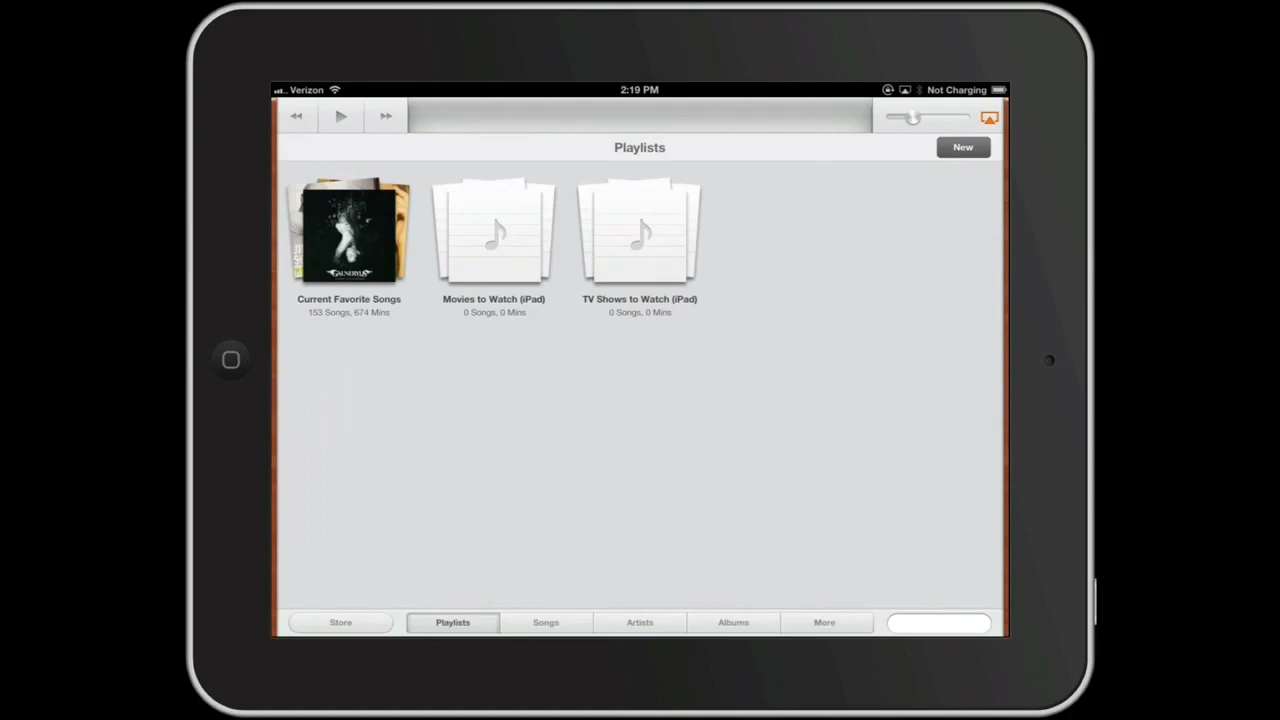 Verizon
2:19 PM
Not Charging
Playlists
New
GALNERYUS
Current Favorite Songs
153 Songs, 674 Mins
Movies to Watch (iPad)
0 Songs, 0 Mins
TV Shows to Watch (iPad)
0 Songs, 0 Mins
Store
Playlists
Songs
Artists
Albums
More